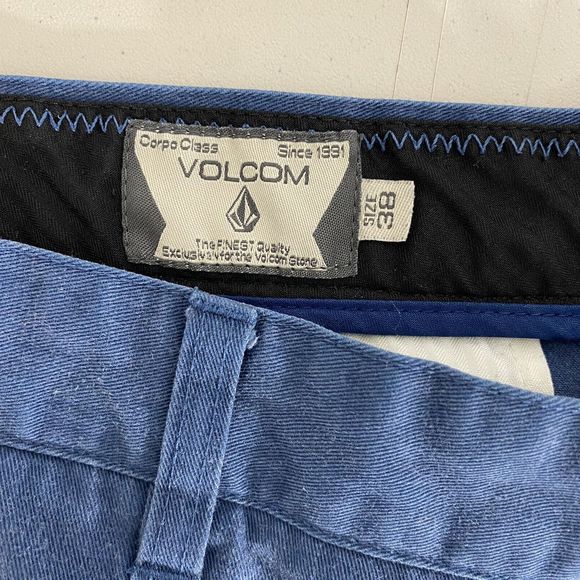 Corpo Class Since 1991
VOLCOM
The FINEST Quality
Exclusively for the Volcom Stone
SIZE
38